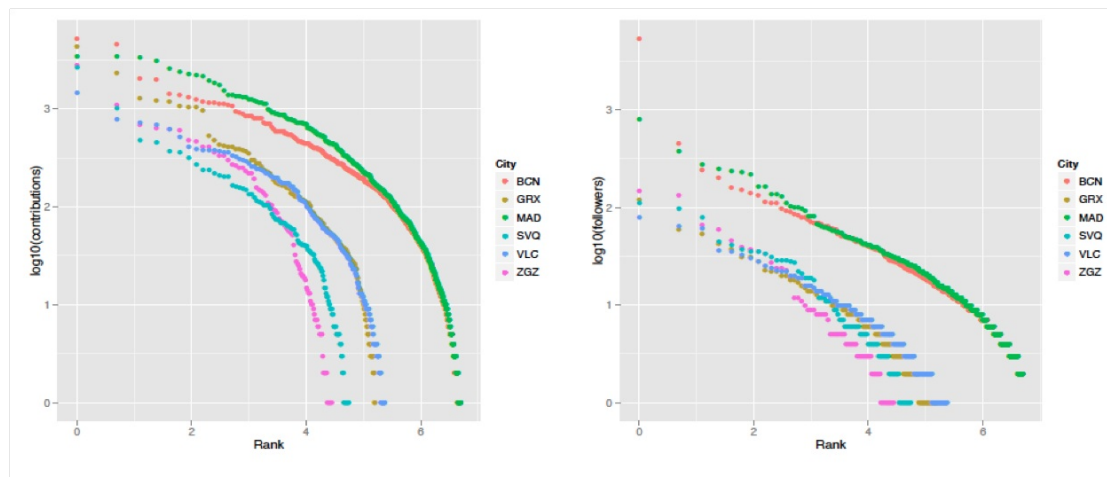 log10(contributions)
3
2
1
0
0
2
4
6
Rank
City
BCN
GRX
MAD
SVQ
VLC
ZGZ
log10(followers)
3
2
1
0
0
2
4
6
Rank
City
BCN
GRX
MAD
SVQ
VLC
ZGZ